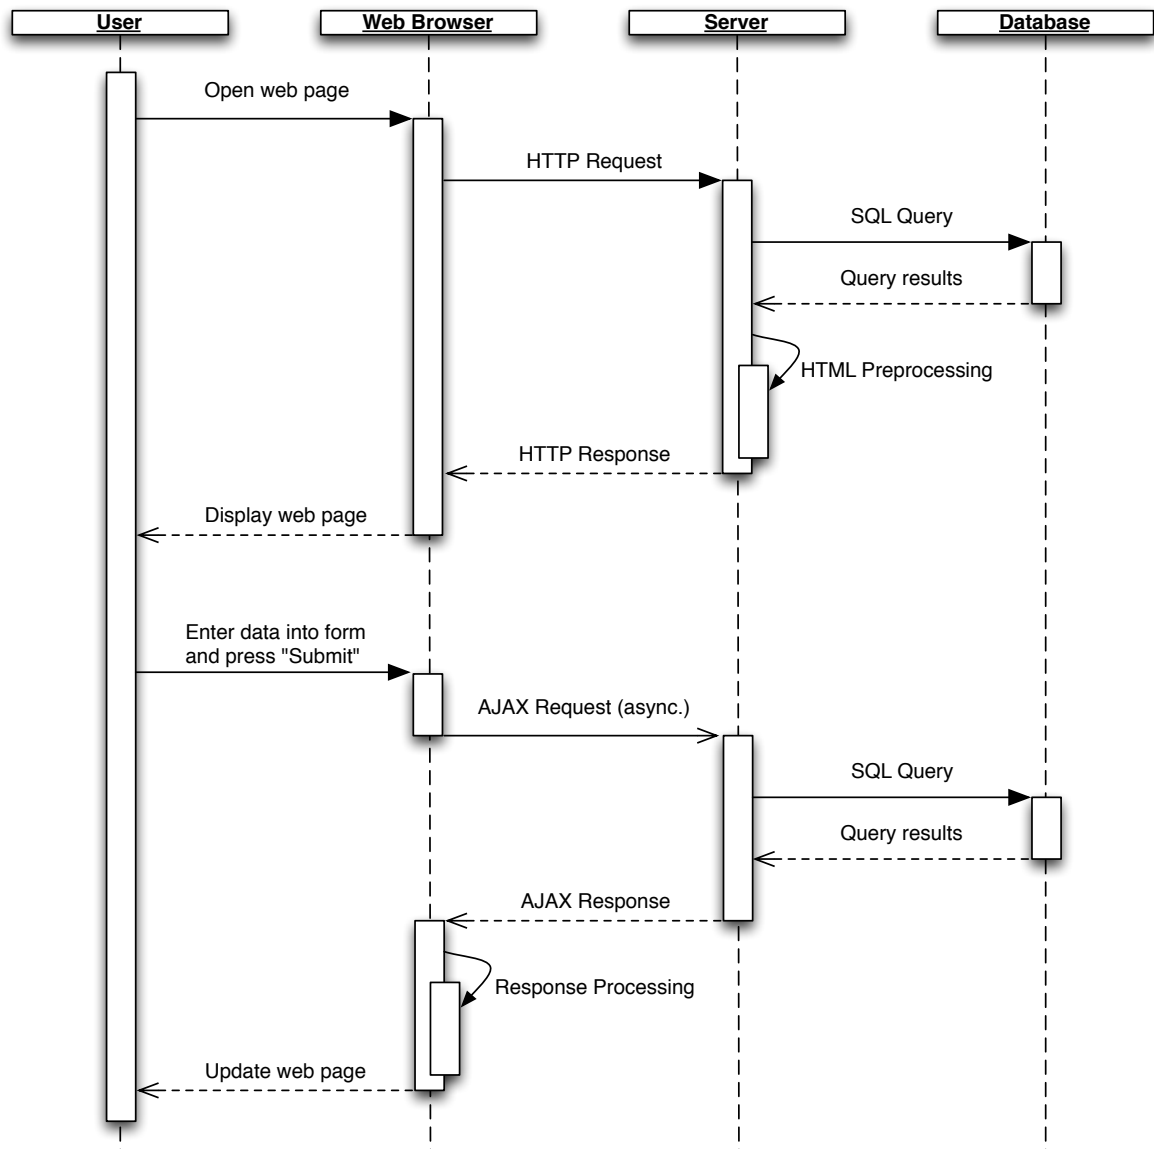 User
Web Browser
Server
Database
Open web page
HTTP Request
SQL Query
Query results
HTML Preprocessing
HTTP Response
Display web page
Enter data into form
and press "Submit"
AJAX Request (async.)
SQL Query
Query results
AJAX Response
Response Processing
Update web page